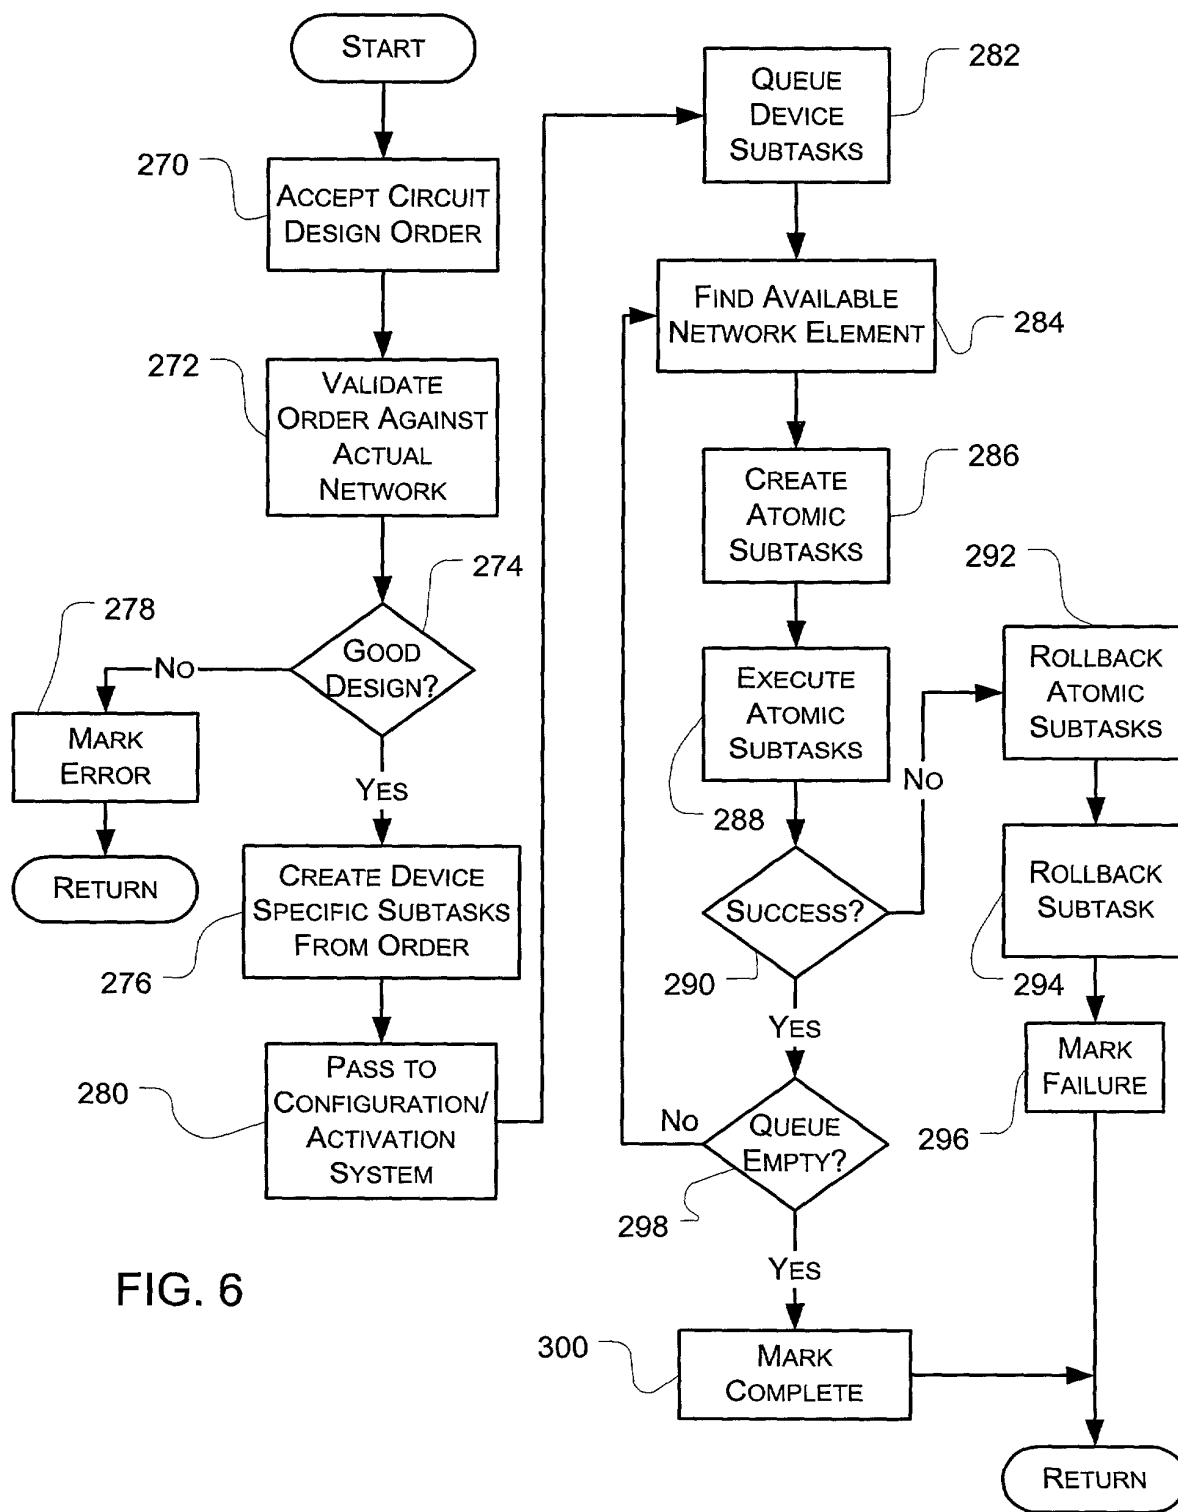 START
270
ACCEPT CIRCUIT
DESIGN ORDER
272
VALIDATE
ORDER AGAINST
ACTUAL
NETWORK
274
GOOD
DESIGN?
NO
278
MARK
ERROR
RETURN
YES
CREATE DEVICE
SPECIFIC SUBTASKS
FROM ORDER
276
PASS TO
CONFIGURATION/
ACTIVATION
SYSTEM
280
282
QUEUE
DEVICE
SUBTASKS
FIND AVAILABLE
NETWORK ELEMENT
284
286
CREATE
ATOMIC
SUBTASKS
EXECUTE
ATOMIC
SUBTASKS
288
SUCCESS?
290
NO
292
ROLLBACK
ATOMIC
SUBTASKS
ROLLBACK
SUBTASK
294
MARK
FAILURE
296
YES
QUEUE
EMPTY?
NO
298
YES
300
MARK
COMPLETE
RETURN
FIG. 6